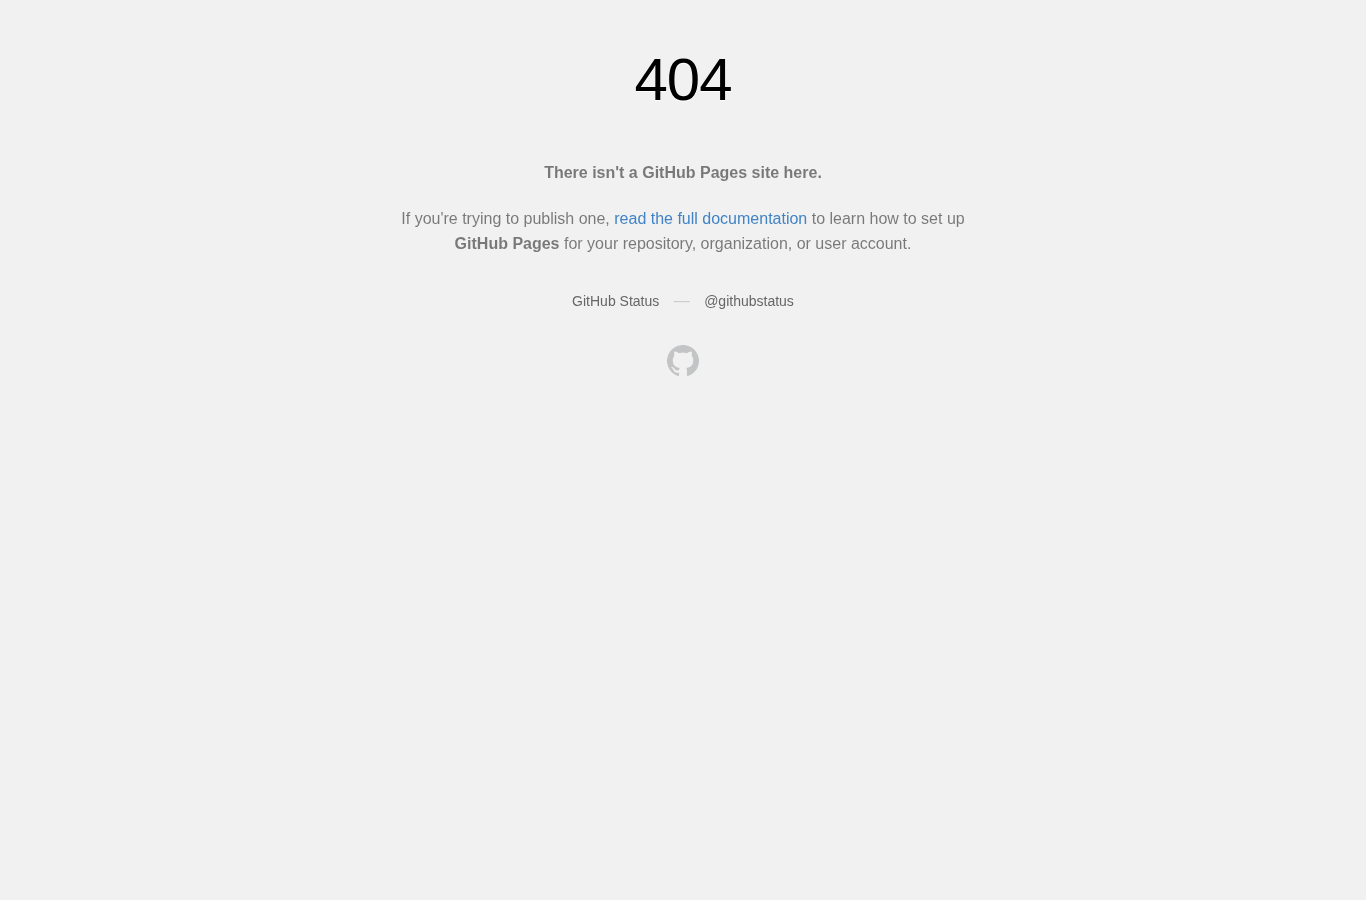 404
There isn't a GitHub Pages site here.
If you're trying to publish one, read the full documentation to learn how to set up
GitHub Pages for your repository, organization, or user account.
GitHub Status — @githubstatus